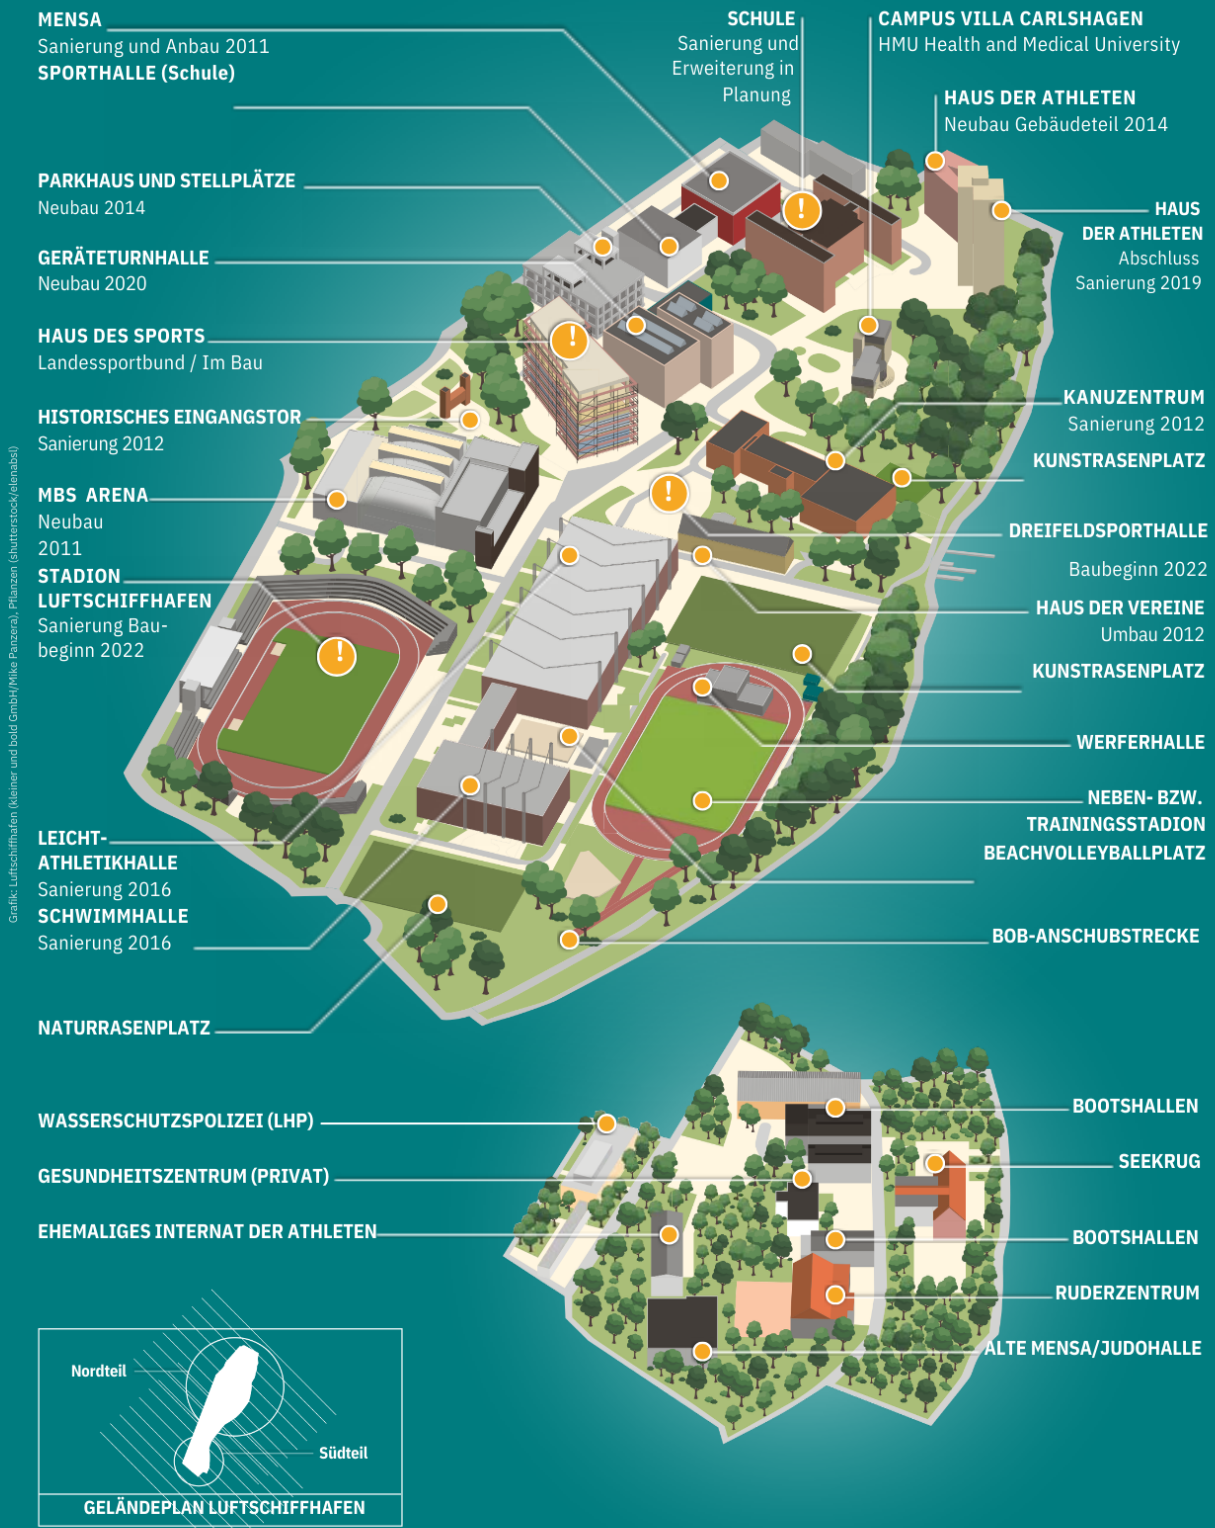 MENSA
Sanierung und Anbau 2011
SPORTHALLE (Schule)
PARKHAUS UND STELLPLÄTZE
Neubau 2014
GERÄTETURNHALLE
Neubau 2020
HAUS DES SPORTS
Landessportbund / Im Bau
HISTORISCHES EINGANGSTOR
Sanierung 2012
MBS ARENA
Neubau
2011
STADION
LUFTSCHIFFHAFEN
Sanierung Bau-
beginn 2022
LEICHT-
ATHLETIKHALLE
Sanierung 2016
SCHWIMMHALLE
Sanierung 2016
NATURRASENPLATZ
SCHULE
Sanierung und
Erweiterung in
Planung
CAMPUS VILLA CARLSHAGEN
HMU Health and Medical University
HAUS DER ATHLETEN
Neubau Gebäudeteil 2014
HAUS
DER ATHLETEN
Abschluss
Sanierung 2019
KANUZENTRUM
Sanierung 2012
KUNSTRASENPLATZ
DREIFELDSPORTHALLE
Baubeginn 2022
HAUS DER VEREINE
Umbau 2012
KUNSTRASENPLATZ
WERFERHALLE
NEBEN- BZW.
TRAININGSSTADION
BEACHVOLLEYBALLPLATZ
BOB-ANSCHUBSTRECKE
!
!
!
!
WASSERSCHUTZPOLIZEI (LHP)
GESUNDHEITSZENTRUM (PRIVAT)
EHEMALIGES INTERNAT DER ATHLETEN
BOOTSHALLEN
SEEKRUG
BOOTSHALLEN
RUDERZENTRUM
ALTE MENSA/JUDOHALLE
Nordteil
Südteil
GELÄNDEPLAN LUFTSCHIFFHAFEN
Grafik: Luftschiffhafen (kleiner und bold GmbH/Mike Panzera), Pflanzen (shutterstock/elenabsl)